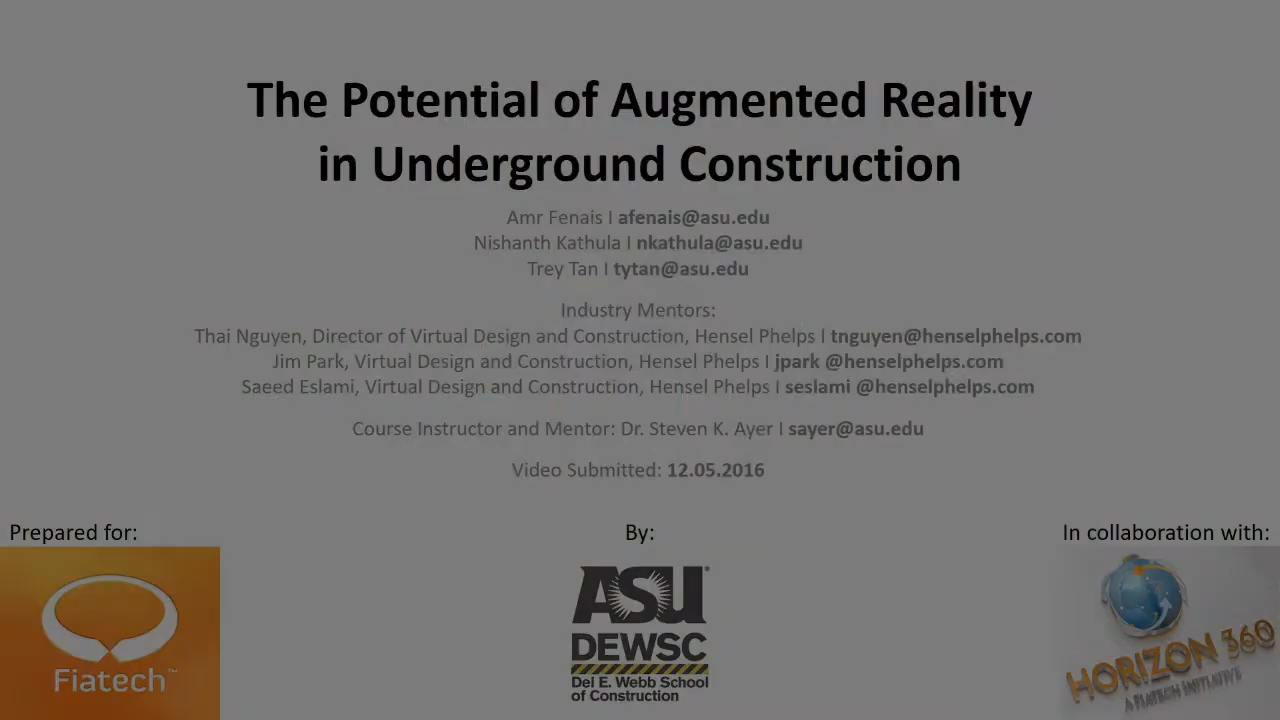 The Potential of Augmented Reality
in Underground Construction
Amr Fenais I afenais@asu.edu
Nishanth Kathula I nkathula@asu.edu
Trey Tan I tytan@asu.edu
Industry Mentors:
Thai Nguyen, Director of Virtual Design and Construction, Hensel Phelps I tnguyen@henselphelps.com
Jim Park, Virtual Design and Construction, Hensel Phelps I jpark @henselphelps.com
Saeed Eslami, Virtual Design and Construction, Hensel Phelps I seslami @henselphelps.com
Course Instructor and Mentor: Dr. Steven K. Ayer I sayer@asu.edu
Video Submitted: 12.05.2016
Prepared for:
By:
In collaboration with:
Fiatech™
ASU®
DEWSC
Del E. Webb School
of Construction
HORIZON 360
A FIATECH INITIATIVE